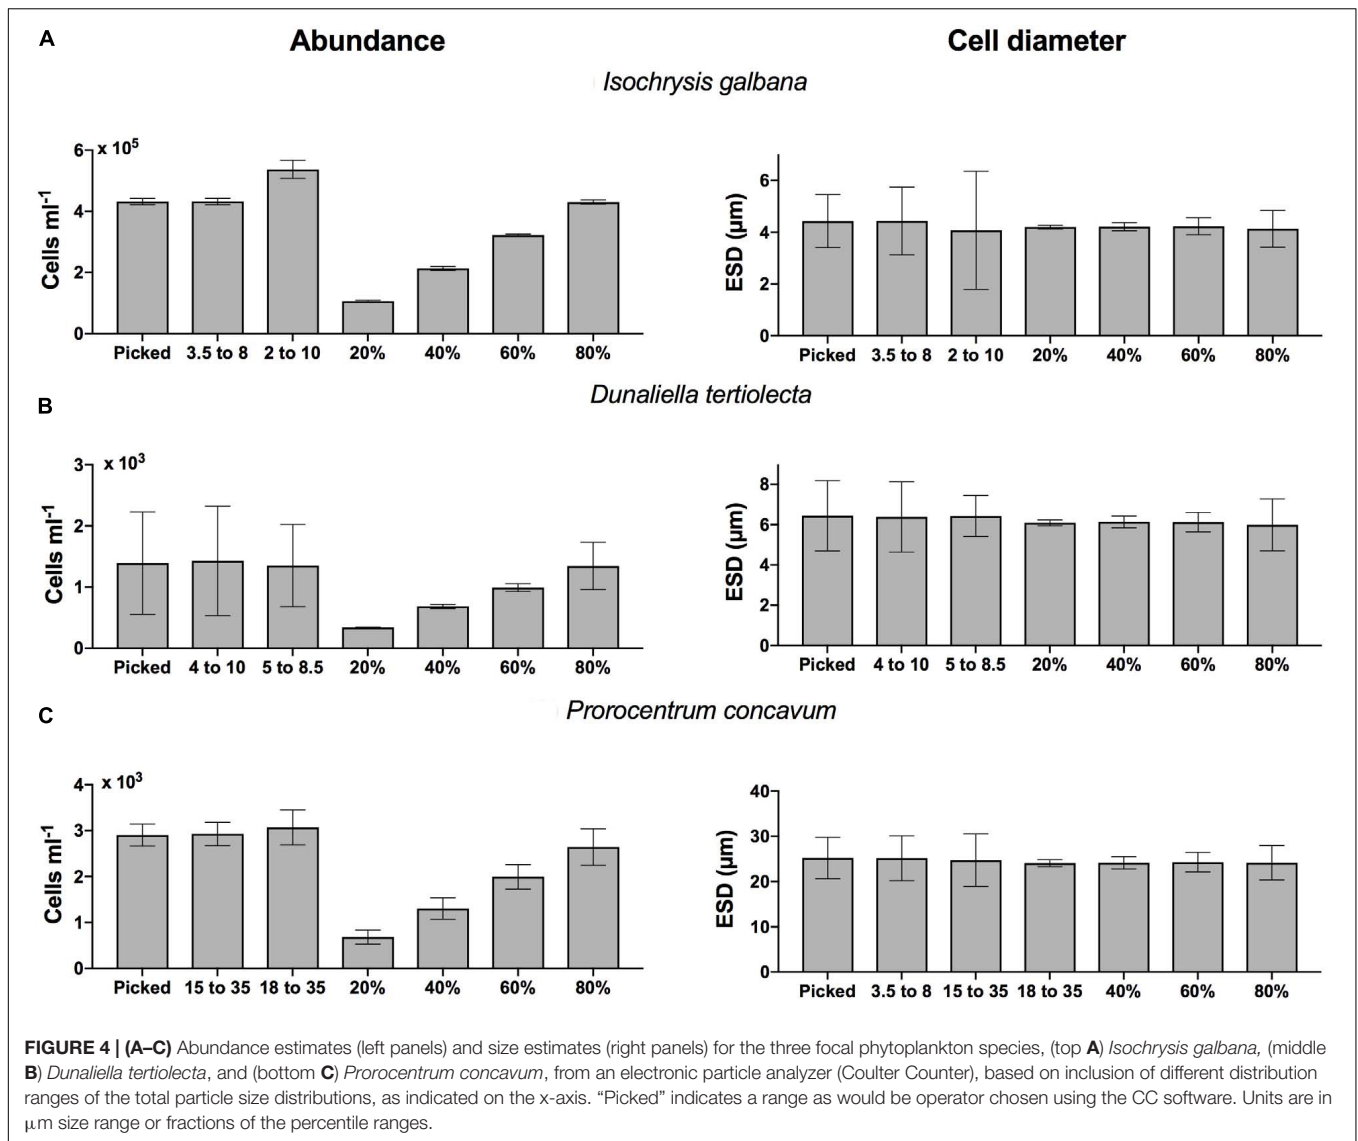 A
Abundance
Cell diameter
Isochrysis galbana
x 10⁵
6
4
2
0
Cells ml⁻¹
Picked 3.5 to 8 2 to 10 20% 40% 60% 80%
6
4
2
0
ESD (μm)
Picked 3.5 to 8 2 to 10 20% 40% 60% 80%
B
Dunaliella tertiolecta
x 10³
3
2
1
0
Cells ml⁻¹
Picked 4 to 10 5 to 8.5 20% 40% 60% 80%
8
6
4
2
0
ESD (μm)
Picked 4 to 10 5 to 8.5 20% 40% 60% 80%
C
Prorocentrum concavum
x 10³
4
3
2
1
0
Cells ml⁻¹
Picked 15 to 35 18 to 35 20% 40% 60% 80%
40
30
20
10
0
ESD (μm)
Picked 3.5 to 8 15 to 35 18 to 35 40% 60% 80%
FIGURE 4 | (A–C) Abundance estimates (left panels) and size estimates (right panels) for the three focal phytoplankton species, (top A) Isochrysis galbana, (middle
B) Dunaliella tertiolecta, and (bottom C) Prorocentrum concavum, from an electronic particle analyzer (Coulter Counter), based on inclusion of different distribution
ranges of the total particle size distributions, as indicated on the x-axis. “Picked” indicates a range as would be operator chosen using the CC software. Units are in
μm size range or fractions of the percentile ranges.